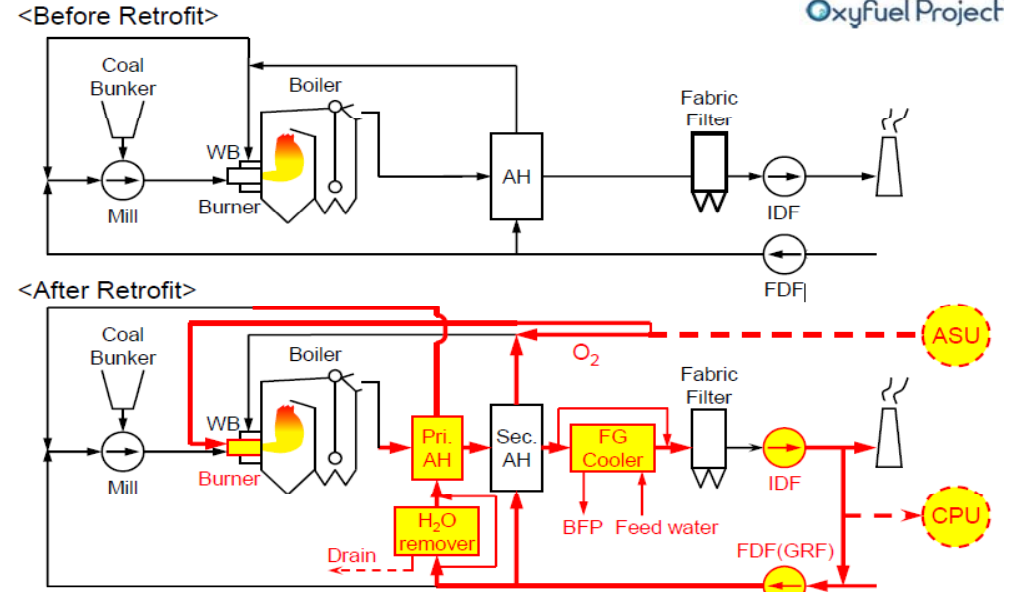 <Before Retrofit>
Oxyfuel Project
Coal
Bunker
Boiler
Fabric
Filter
WB
AH
Mill
Burner
IDF
FDF
<After Retrofit>
ASU
O2
Coal
Bunker
Boiler
Fabric
Filter
WB
Pri.
AH
Sec.
AH
FG
Cooler
Burner
Mill
IDF
H2O
remover
BFP Feed water
CPU
Drain
FDF(GRF)